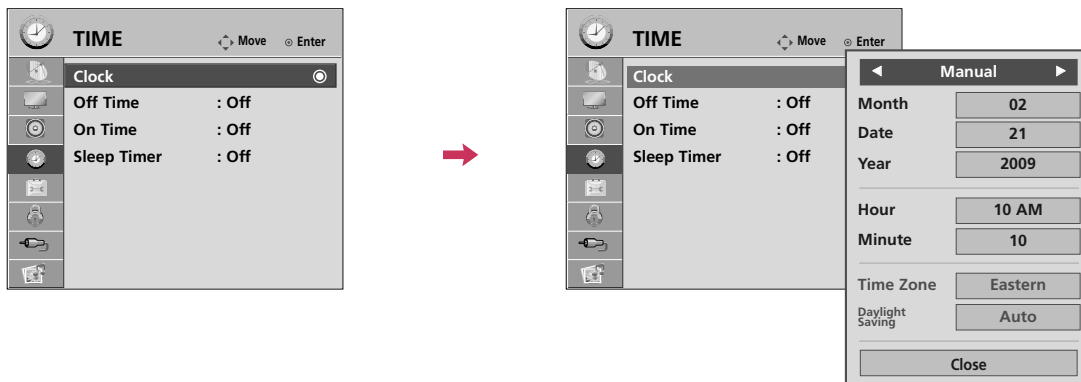 TIME
Move Enter
Clock
Off Time : Off
On Time : Off
Sleep Timer : Off
TIME
Move Enter
Clock
Off Time : Off
On Time : Off
Sleep Timer : Off
Manual
Month 02
Date 21
Year 2009
Hour 10 AM
Minute 10
Time Zone Eastern
Daylight
Saving
Auto
Close